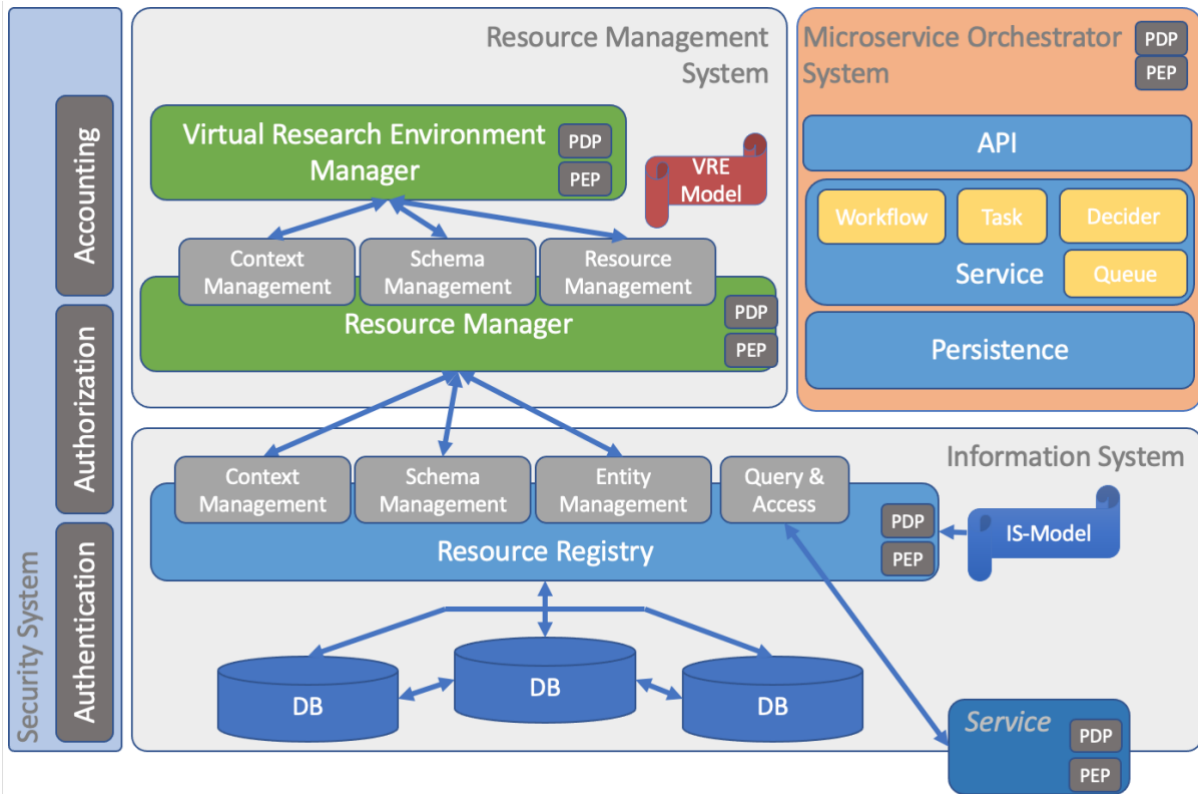 Security System
Accounting
Authorization
Authentication
Resource Management
System
Virtual Research Environment
Manager
PDP
PEP
VRE
Model
Context
Management
Schema
Management
Resource
Management
Resource Manager
PDP
PEP
Microservice Orchestrator
System
PDP
PEP
API
Workflow
Task
Decider
Service
Queue
Persistence
Information System
Context
Management
Schema
Management
Entity
Management
Query &
Access
Resource Registry
PDP
PEP
IS-Model
DB
DB
DB
Service
PDP
PEP